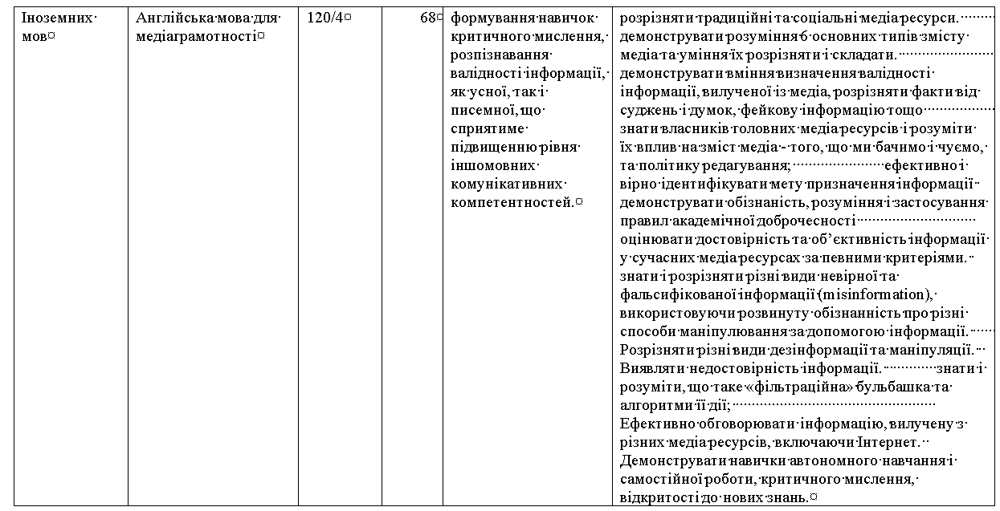 Іноземних
мов
Англійська мова для
медіаграмотності
120/4
68
формування навичок
критичного мислення,
розпізнавання
валідності інформації,
як усної, так і
писемної, що
сприятиме
підвищенню рівня
іншомовних
комунікативних
компетентностей.
розрізняти традиційні та соціальні медіа ресурси.
демонструвати розуміння 6 основних типів змісту
медіа та уміння їх розрізняти і складати.
демонструвати вміння визначення валідності
інформації, вилученої із медіа, розрізняти факти від
суджень і думок, фейкову інформацію тощо
знати власників головних медіа ресурсів і розуміти
їх вплив на зміст медіа - того, що ми бачимо і чуємо,
та політику редагування; ефективно і
вірно ідентифікувати мету призначення інформації
демонструвати обізнаність, розуміння і застосування
правил академічної доброчесності
оцінювати достовірність та об’єктивність інформації
у сучасних медіа ресурсах за певними критеріями.
знати і розрізняти різні види невірної та
фальсифікованої інформації (misinformation),
використовуючи розвинуту обізнанність про різні
способи маніпулювання за допомогою інформації.
Розрізняти різні види дезінформації та маніпуляції.
Виявляти недостовірність інформації. знати і
розуміти, що таке «фільтраційна» бульбашка та
алгоритми її дії;
Ефективно обговорювати інформацію, вилучену з
різних медіа ресурсів, включаючи Інтернет.
Демонструвати навички автономного навчання і
самостійної роботи, критичного мислення,
відкритості до нових знань.